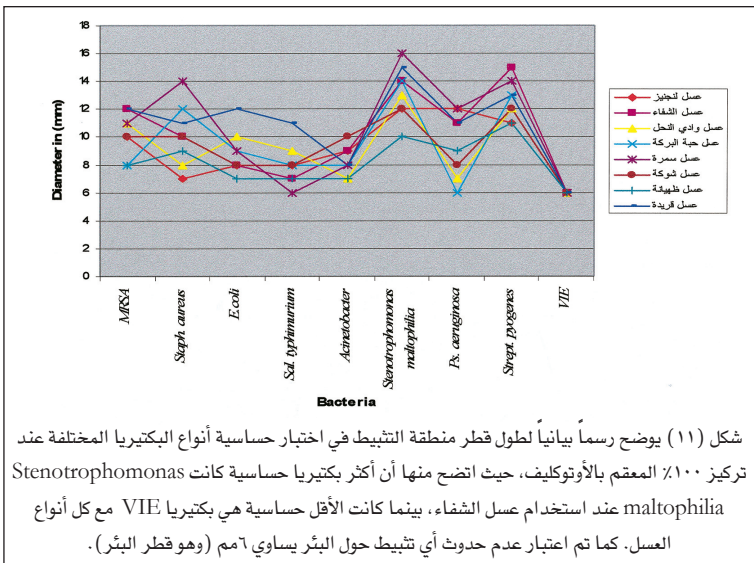 18
16
14
12
10
8
6
4
2
0
Diameter in (mm)
MRSA
Staph. aureus
E.coli
Sal. typhimurium
Acinetobacter
Stenotrophomonas
maltophilia
Ps. aeruginosa
Strept. pyogenes
VIE
Bacteria
عسل لنجنيز
عسل الشفاء
عسل وادي النحل
عسل حبة البركة
عسل سمرة
عسل شوكة
عسل ظهيانة
عسل قريدة
شكل (١١) يوضح رسماً بيانياً لطول قطر منطقة التثبيط في اختبار حساسية أنواع البكتيريا المختلفة عند
تركيز ١٠٠٪ المعقم بالأوتوكليف، حيث اتضح منها أن أكثر بكتيريا حساسية كانت Stenotrophomonas
maltophilia عند استخدام عسل الشفاء، بينما كانت الأقل حساسية هي بكتيريا VIE مع كل أنواع
العسل. كما تم اعتبار عدم حدوث أي تثبيط حول البئر يساوي ٦مم (وهو قطر البئر).